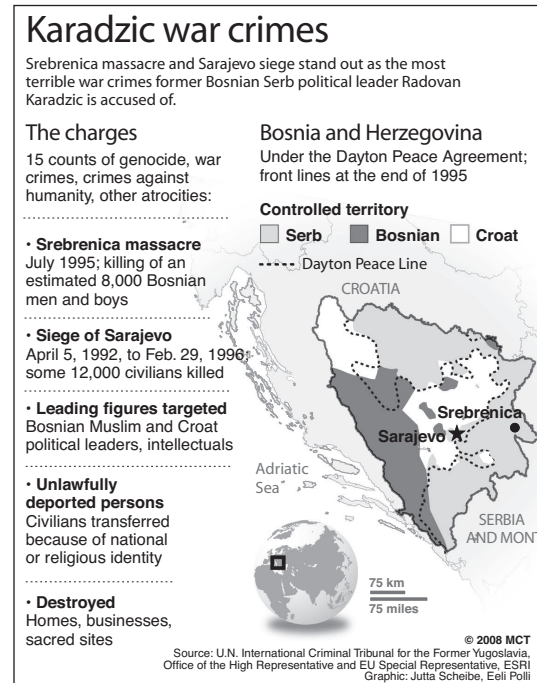 Karadzic war crimes
Srebrenica massacre and Sarajevo siege stand out as the most
terrible war crimes former Bosnian Serb political leader Radovan
Karadzic is accused of.
The charges
15 counts of genocide, war
crimes, crimes against
humanity, other atrocities:
• Srebrenica massacre
July 1995; killing of an
estimated 8,000 Bosnian
men and boys
• Siege of Sarajevo
April 5, 1992, to Feb. 29, 1996;
some 12,000 civilians killed
• Leading figures targeted
Bosnian Muslim and Croat
political leaders, intellectuals
• Unlawfully
deported persons
Civilians transferred
because of national
or religious identity
• Destroyed
Homes, businesses,
sacred sites
Bosnia and Herzegovina
Under the Dayton Peace Agreement;
front lines at the end of 1995
Controlled territory
Serb Bosnian Croat
Dayton Peace Line
CROATIA
Srebrenica
Sarajevo
Adriatic
Sea
SERBIA
AND MONT
75 km
75 miles
© 2008 MCT
Source: U.N. International Criminal Tribunal for the Former Yugoslavia,
Office of the High Representative and EU Special Representative, ESRI
Graphic: Jutta Scheibe, Eeli Polli